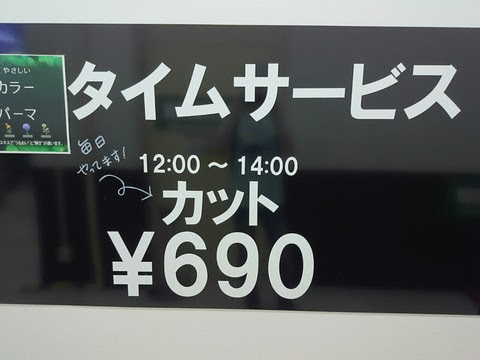 やさしい
カラー
パーマ
タイムサービス
毎日
やってます!
12:00 ～ 14:00
カット
¥690